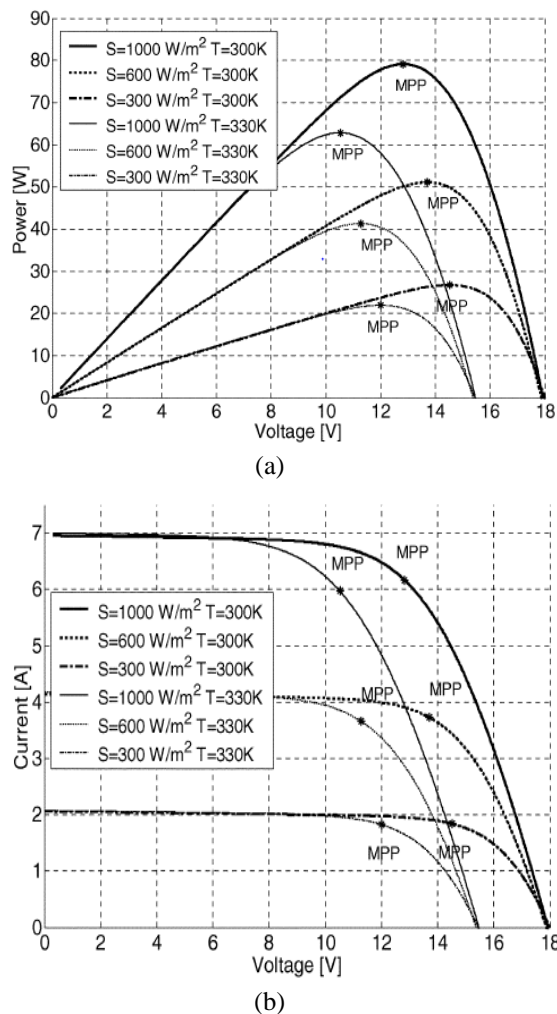 90
80
70
60
50
40
30
20
10
0
Power [W]
S=1000 W/m² T=300K
S=600 W/m² T=300K
S=300 W/m² T=300K
S=1000 W/m² T=330K
S=600 W/m² T=330K
S=300 W/m² T=330K
MPP
MPP
MPP
MPP
MPP
MPP
0 2 4 6 8 10 12 14 16 18
Voltage [V]
(a)
7
6
5
4
3
2
1
0
Current [A]
S=1000 W/m² T=300K
S=600 W/m² T=300K
S=300 W/m² T=300K
S=1000 W/m² T=330K
S=600 W/m² T=330K
S=300 W/m² T=330K
MPP MPP
MPP MPP
MPP MPP
0 2 4 6 8 10 12 14 16 18
Voltage [V]
(b)